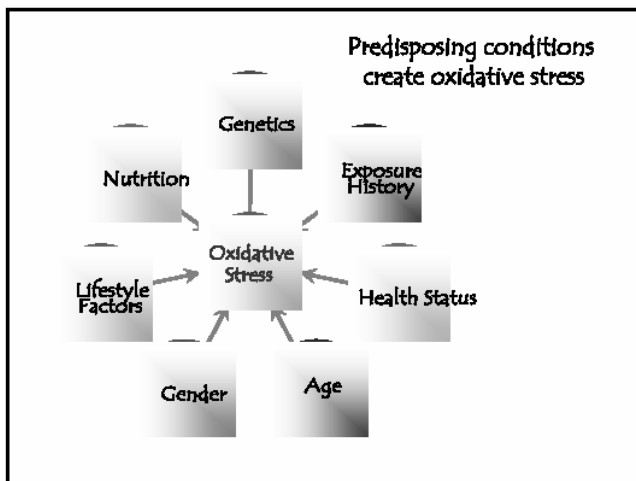 Predisposing conditions
create oxidative stress
Genetics
Nutrition
Exposure
History
Oxidative
Stress
Lifestyle
Factors
Health Status
Gender
Age